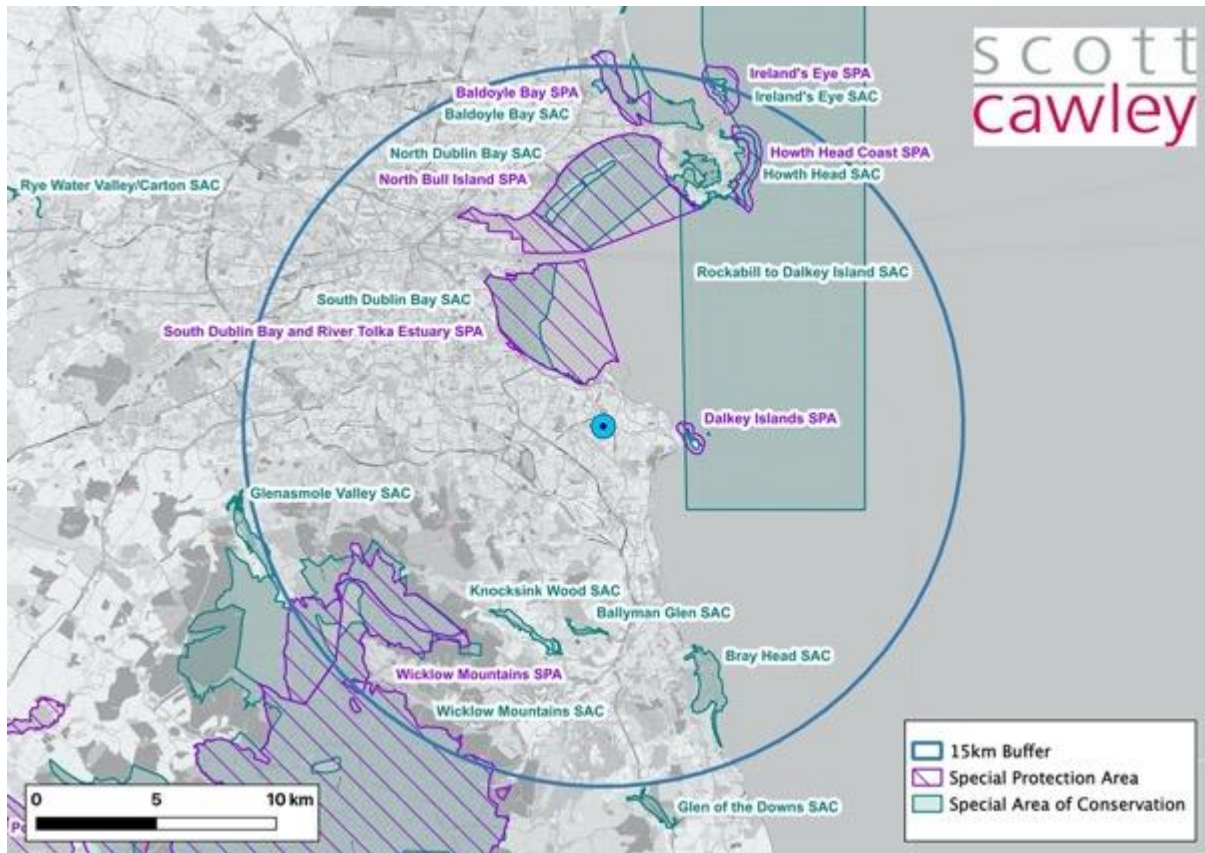 scott
cawley
Ireland's Eye SPA
Baldoyle Bay SPA
Ireland's Eye SAC
Baldoyle Bay SAC
North Dublin Bay SAC
Howth Head Coast SPA
North Bull Island SPA
Howth Head SAC
Rye Water Valley/Carton SAC
Rockabill to Dalkey Island SAC
South Dublin Bay SAC
South Dublin Bay and River Tolka Estuary SPA
Dalkey Islands SPA
Glenasmole Valley SAC
Knocksink Wood SAC
Ballyman Glen SAC
Bray Head SAC
Wicklow Mountains SPA
Wicklow Mountains SAC
15km Buffer
Special Protection Area
Special Area of Conservation
0 5 10 km
Glen of the Downs SAC